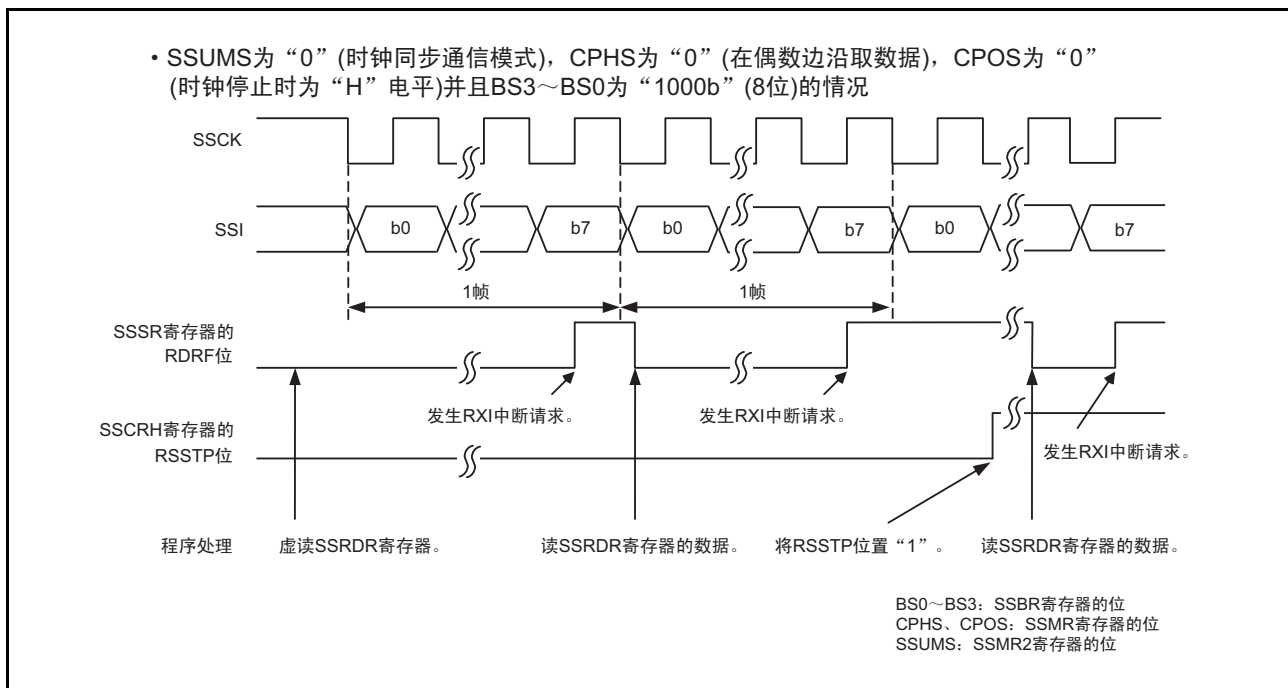 • SSUMS为“0”(时钟同步通信模式)，CPHS为“0”(在偶数边沿取数据)，CPOS为“0”
(时钟停止时为“H”电平)并且BS3～BS0为“1000b”(8位)的情况
SSCK
SSI
b0
b7
b0
b7
b0
b7
1帧
1帧
SSSR寄存器的
RDRF位
发生RXI中断请求。
发生RXI中断请求。
SSCRH寄存器的
RSSTP位
发生RXI中断请求。
程序处理
虚读SSRDR寄存器。
读SSRDR寄存器的数据。
将RSSTP位置“1”。
读SSRDR寄存器的数据。
BS0～BS3：SSBR寄存器的位
CPHS、CPOS：SSMR寄存器的位
SSUMS：SSMR2寄存器的位